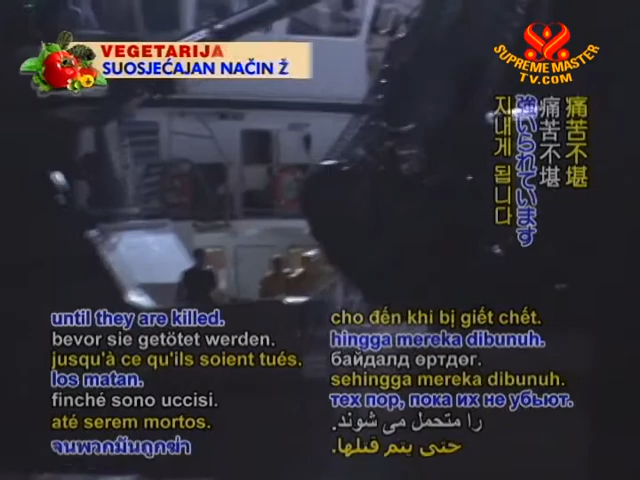 VEGETARIJA
SUOSJEĆAJAN NAČIN Ž
SUPREME MASTER
TV.COM
痛苦不堪
痛苦不堪
強いられています
지내게 됩니다
until they are killed.
bevor sie getötet werden.
jusqu'à ce qu'ils soient tués.
los matan.
finché sono uccisi.
até serem mortos.
จนพวกมันถูกฆ่า
cho đến khi bị giết chết.
hingga mereka dibunuh.
байдалд өртдөг.
sehingga mereka dibunuh.
тех пор, пока их не убьют.
را متحمل می شوند.
حتى يتم قتلها.